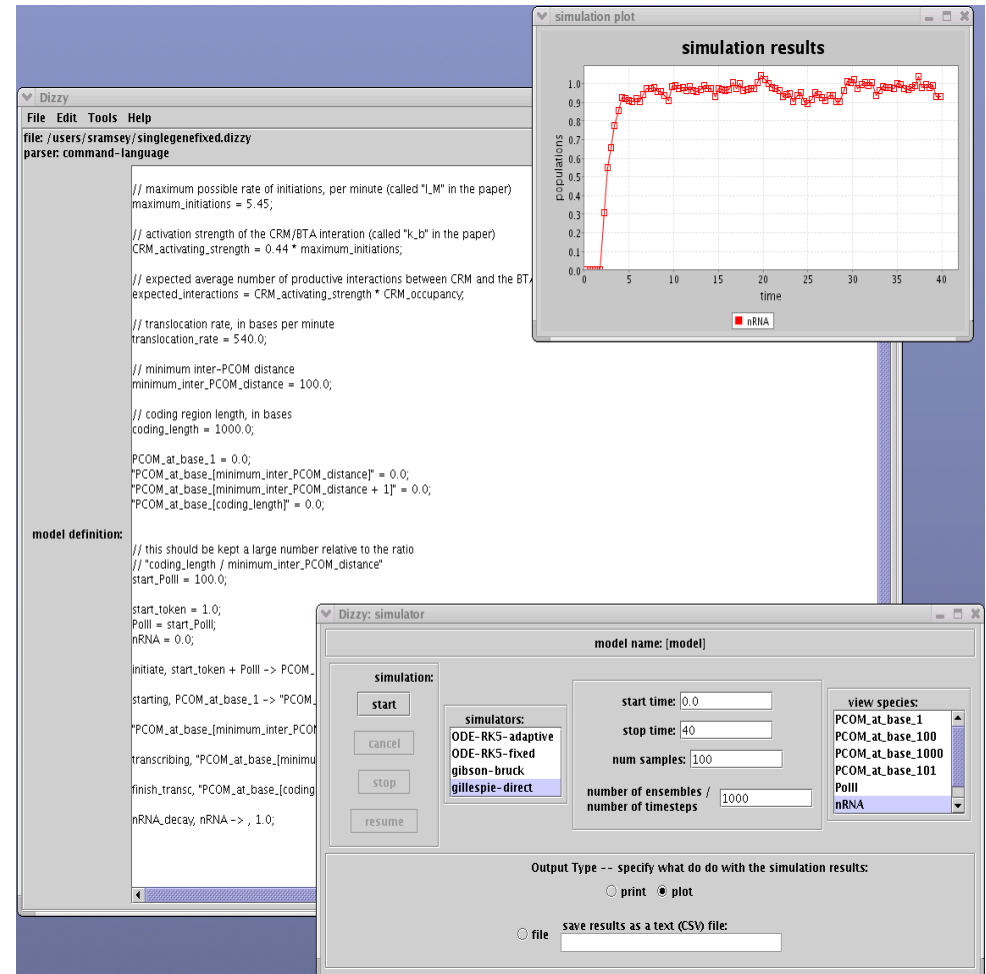 simulation plot
simulation results
populations
1.0
0.9
0.8
0.7
0.6
0.5
0.4
0.3
0.2
0.1
0.0
0 5 10 15 20 25 30 35 40
time
nRNA
Dizzy
File Edit Tools Help
file: /users/sramsey/singlegenefixed.dizzy
parser: command-language
model definition:
// maximum possible rate of initiations, per minute (called "I_M" in the paper)
maximum_initiations = 5.45;
// activation strength of the CRM/BTA interation (called "k_b" in the paper)
CRM_activating_strength = 0.44 * maximum_initiations;
// expected average number of productive interactions between CRM and the BTA
expected_interactions = CRM_activating_strength * CRM_occupancy;
// translocation rate, in bases per minute
translocation_rate = 540.0;
// minimum inter-PCOM distance
minimum_inter_PCOM_distance = 100.0;
// coding region length, in bases
coding_length = 1000.0;
PCOM_at_base_1 = 0.0;
"PCOM_at_base_[minimum_inter_PCOM_distance]" = 0.0;
"PCOM_at_base_[minimum_inter_PCOM_distance + 1]" = 0.0;
"PCOM_at_base_[coding_length]" = 0.0;
// this should be kept a large number relative to the ratio
// "coding_length / minimum_inter_PCOM_distance"
start_PolII = 100.0;
start_token = 1.0;
PolII = start_PolII;
nRNA = 0.0;
initiate, start_token + PolII -> PCOM_
starting, PCOM_at_base_1 -> "PCOM_
"PCOM_at_base_[minimum_inter_PCOM
transcribing, "PCOM_at_base_[minimu
finish_transc, "PCOM_at_base_[coding
nRNA_decay, nRNA -> , 1.0;
Dizzy: simulator
model name: [model]
simulation:
start
cancel
stop
resume
simulators:
ODE-RK5-adaptive
ODE-RK5-fixed
gibson-bruck
gillespie-direct
start time: 0.0
stop time: 40
num samples: 100
number of ensembles /
number of timesteps
1000
view species:
PCOM_at_base_1
PCOM_at_base_100
PCOM_at_base_1000
PCOM_at_base_101
PolII
nRNA
Output Type -- specify what do do with the simulation results:
print plot
file
save results as a text (CSV) file: